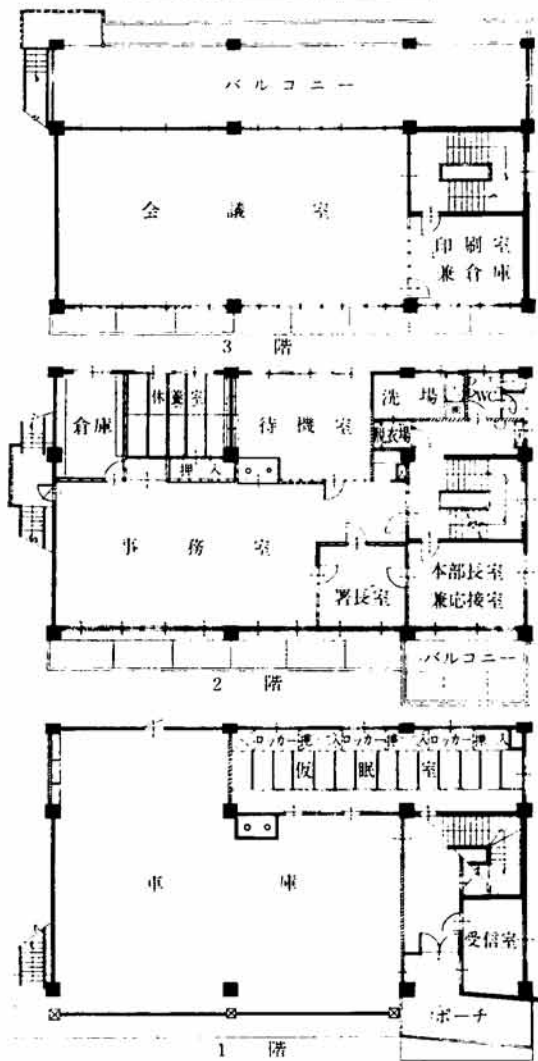 バルコニー
会議室
印刷室
兼倉庫
3階
倉庫
休養室
待機室
洗場
WC
脱衣場
押入
事務室
署長室
本部長室
兼応接室
バルコニー
2階
ロッカー 押入 ロッカー 押入 ロッカー 押入
仮眠室
車庫
受信室
ポーチ
1階